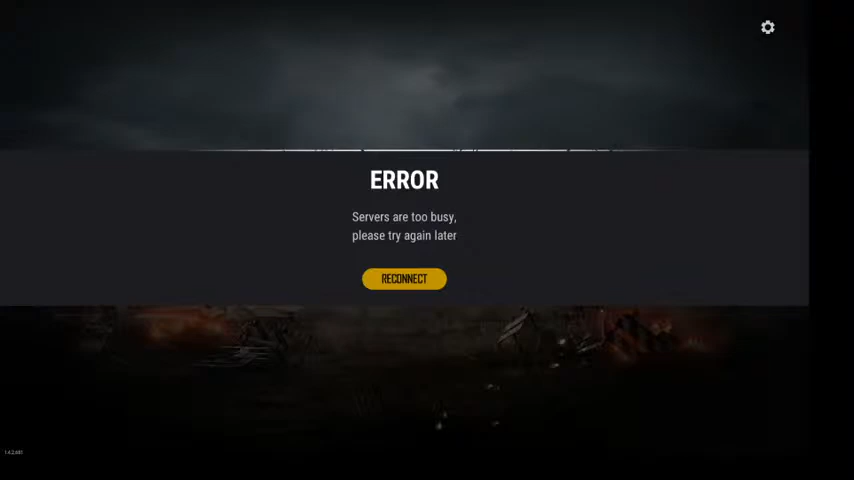 ERROR
Servers are too busy,
please try again later
RECONNECT